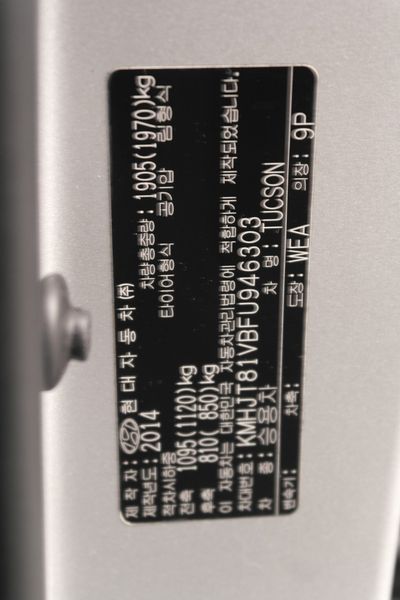 제 작 자: 현 대 자 동 차 (주)
제작년도: 2014 차량총중량: 1905(1970)kg
적차시하중 타이어형식 공기압 림형식
전축 1095(1120)kg
후축 810( 850)kg
이 자동차는 대한민국 자동차관리법령에 적합하게 제작되었습니다.
차대번호: KMHJT81VBFU946303
차 종: 승용차 차 명: TUCSON
차축: 도장: WEA 의장: 9P
변속기: